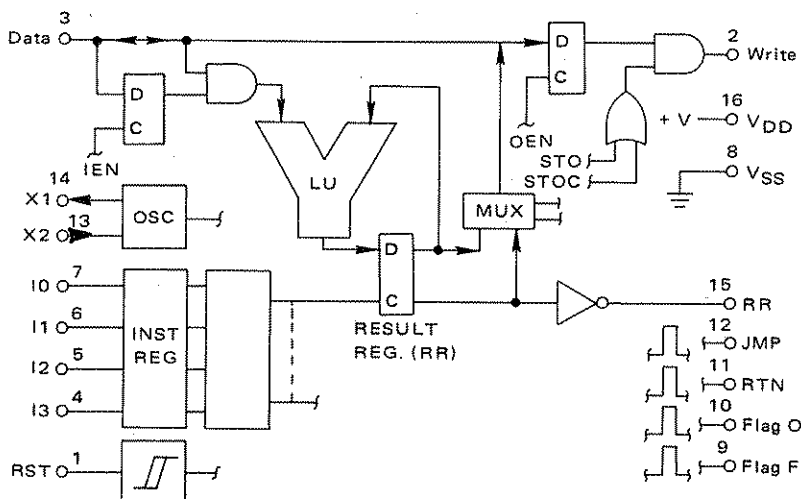 3
Data
D
C
IEN
14
X1
13
X2
OSC
LU
D
C
OEN
STO
STOC
2
Write
16
+ V
VDD
8
VSS
MUX
7
I0
6
I1
5
I2
4
I3
INST
REG
D
C
RESULT
REG. (RR)
15
RR
12
JMP
11
RTN
10
Flag O
9
Flag F
1
RST